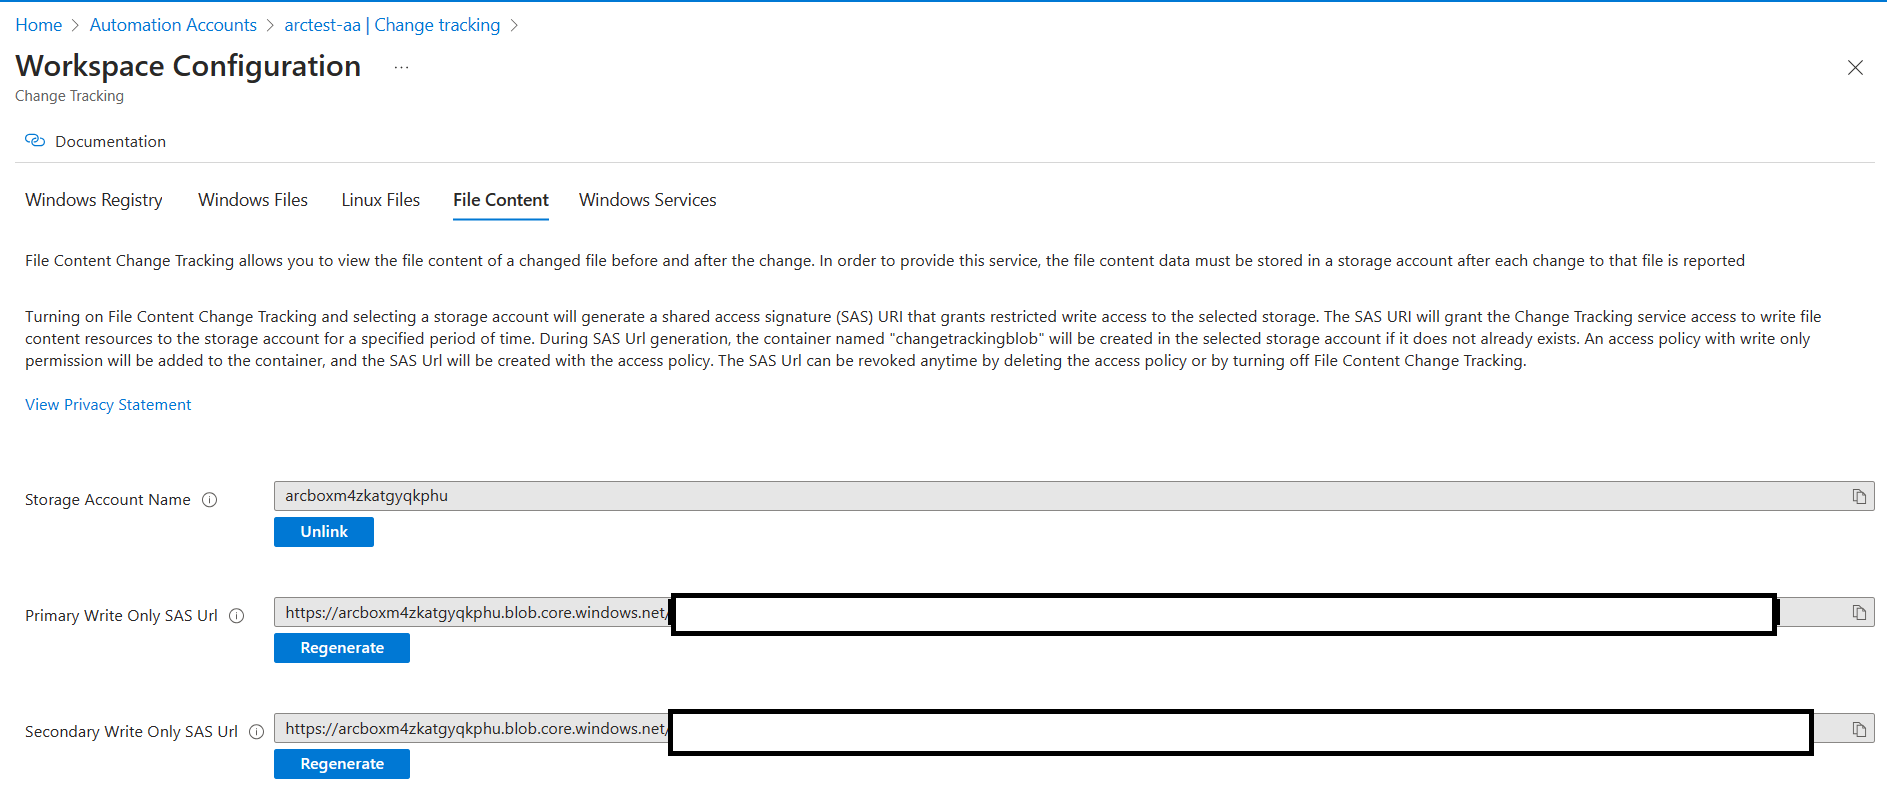 Home > Automation Accounts > arctest-aa | Change tracking >
Workspace Configuration ...
Change Tracking
Documentation
Windows Registry Windows Files Linux Files File Content Windows Services
File Content Change Tracking allows you to view the file content of a changed file before and after the change. In order to provide this service, the file content data must be stored in a storage account after each change to that file is reported
Turning on File Content Change Tracking and selecting a storage account will generate a shared access signature (SAS) URI that grants restricted write access to the selected storage. The SAS URI will grant the Change Tracking service access to write file
content resources to the storage account for a specified period of time. During SAS Url generation, the container named "changetrackingblob" will be created in the selected storage account if it does not already exists. An access policy with write only
permission will be added to the container, and the SAS Url will be created with the access policy. The SAS Url can be revoked anytime by deleting the access policy or by turning off File Content Change Tracking.
View Privacy Statement
Storage Account Name arcboxm4zkatgyqkphu
Unlink
Primary Write Only SAS Url https://arcboxm4zkatgyqkphu.blob.core.windows.net/
Regenerate
Secondary Write Only SAS Url https://arcboxm4zkatgyqkphu.blob.core.windows.net/
Regenerate